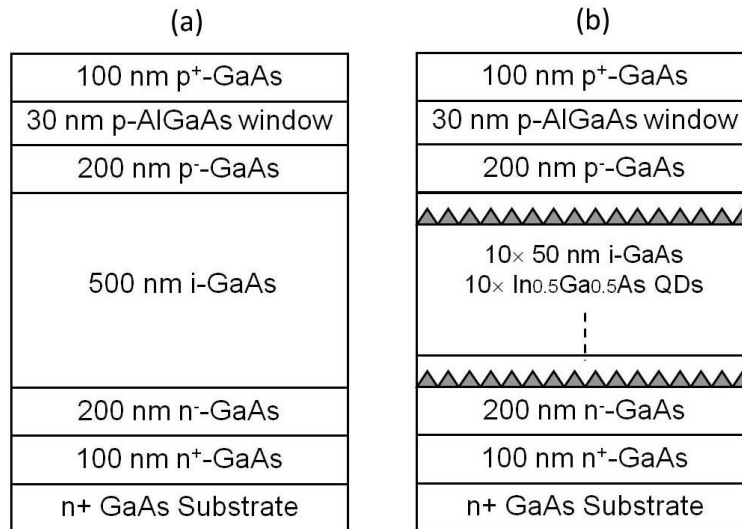 (a)
100 nm p⁺-GaAs
30 nm p-AlGaAs window
200 nm p⁻-GaAs
500 nm i-GaAs
200 nm n⁻-GaAs
100 nm n⁺-GaAs
n+ GaAs Substrate
(b)
100 nm p⁺-GaAs
30 nm p-AlGaAs window
200 nm p⁻-GaAs
10× 50 nm i-GaAs
10× In0.5Ga0.5As QDs
200 nm n⁻-GaAs
100 nm n⁺-GaAs
n+ GaAs Substrate